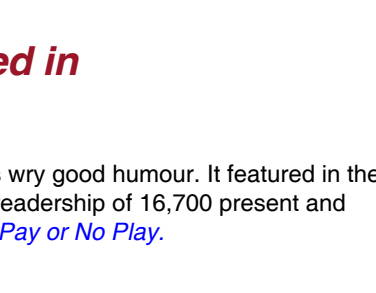 ed in
s wry good humour. It featured in the
eadership of 16,700 present and
Pay or No Play.